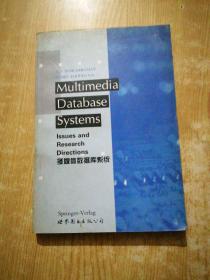 Multimedia
Database
Systems
Issues and
Research
Directions
多媒体数据库系统
Springer-Verlag
世界图书出版公司